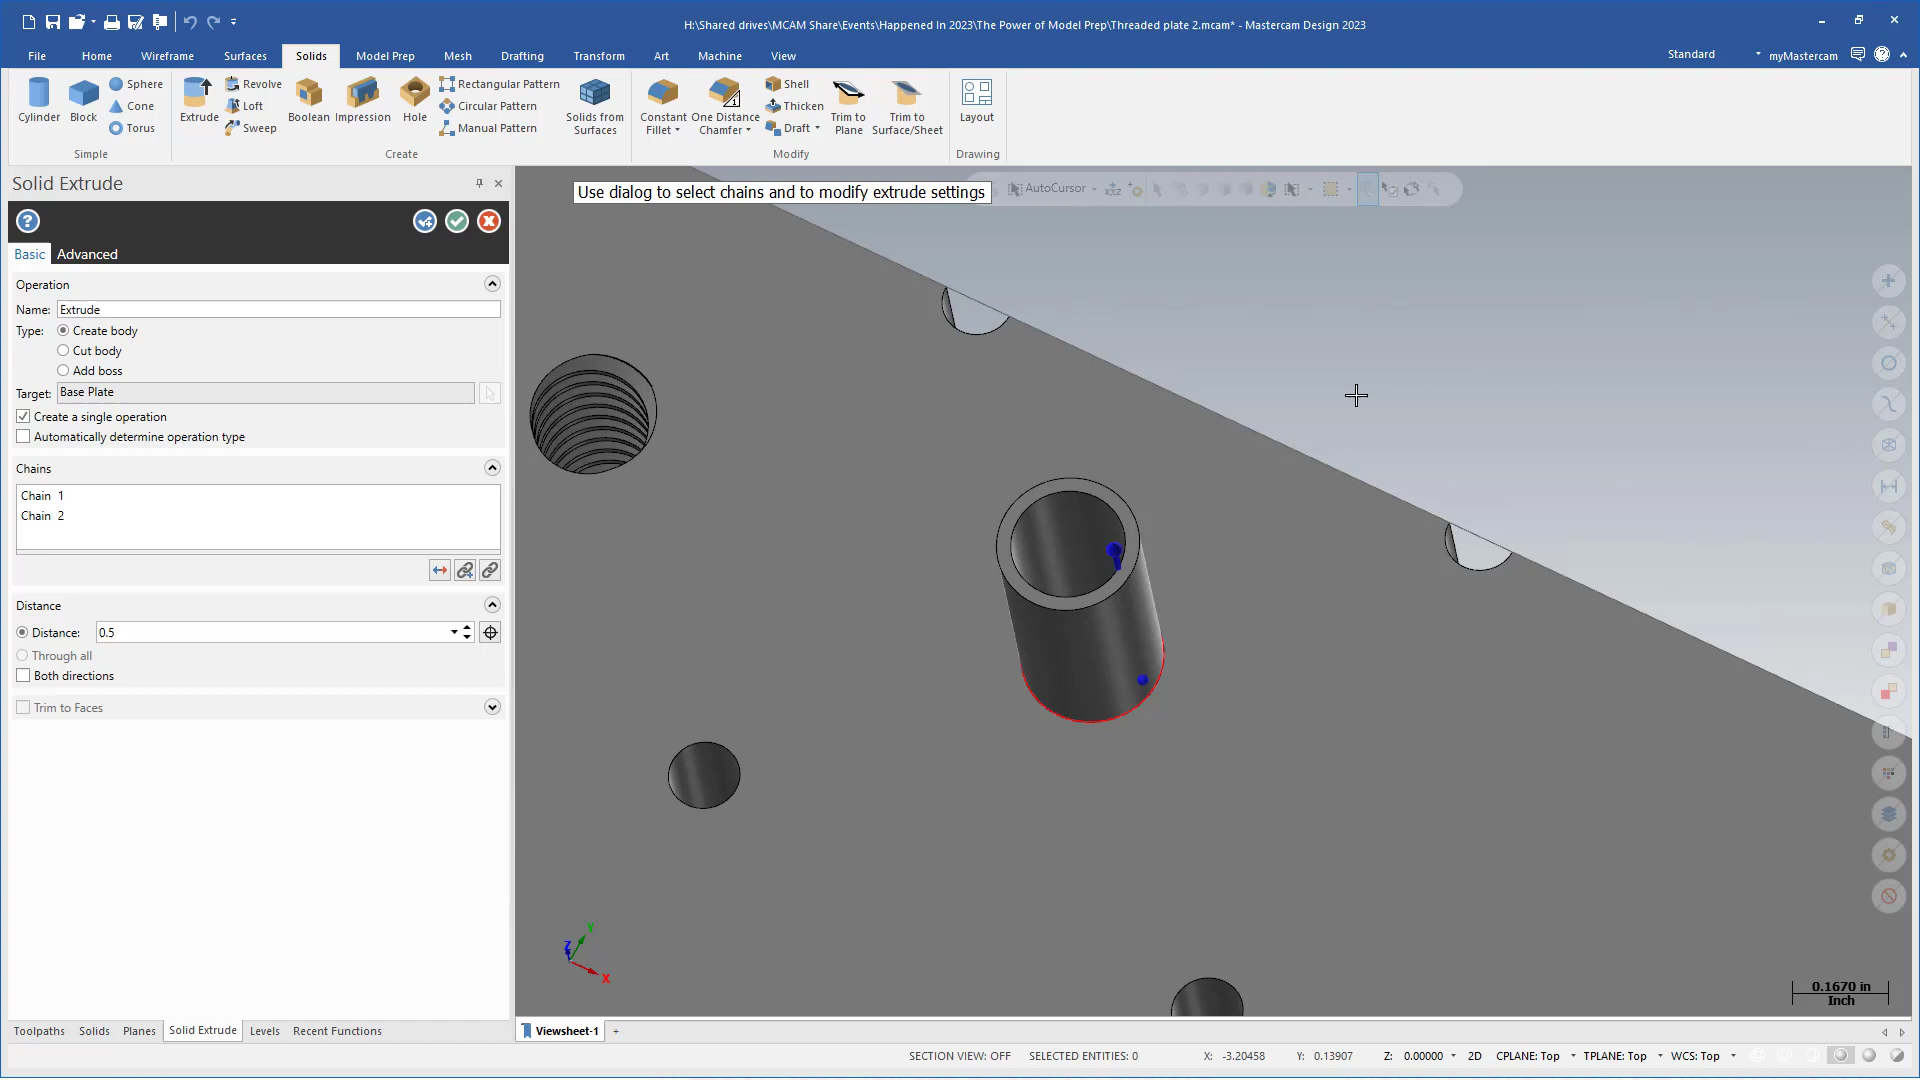 H:\Shared drives\MCAM Share\Events\Happened In 2023\The Power of Model Prep\Threaded plate 2.mcam* - Mastercam Design 2023
File Home Wireframe Surfaces Solids Model Prep Mesh Drafting Transform Art Machine View
Standard myMastercam
Cylinder
Block
Sphere
Cone
Torus
Simple
Extrude
Revolve
Loft
Sweep
Boolean
Impression
Hole
Rectangular Pattern
Circular Pattern
Manual Pattern
Create
Solids from
Surfaces
Constant
Fillet
One Distance
Chamfer
Shell
Thicken
Draft
Trim to
Plane
Trim to
Surface/Sheet
Modify
Layout
Drawing
Solid Extrude
Basic Advanced
Operation
Name: Extrude
Type: Create body
Cut body
Add boss
Target: Base Plate
Create a single operation
Automatically determine operation type
Chains
Chain 1
Chain 2
Distance
Distance: 0.5
Through all
Both directions
Trim to Faces
Use dialog to select chains and to modify extrude settings
AutoCursor
XYZ
Y
Z
X
0.1670 in
Inch
Toolpaths Solids Planes Solid Extrude Levels Recent Functions
Viewsheet-1 +
SECTION VIEW: OFF SELECTED ENTITIES: 0 X: -3.20458 Y: 0.13907 Z: 0.00000 2D CPLANE: Top TPLANE: Top WCS: Top